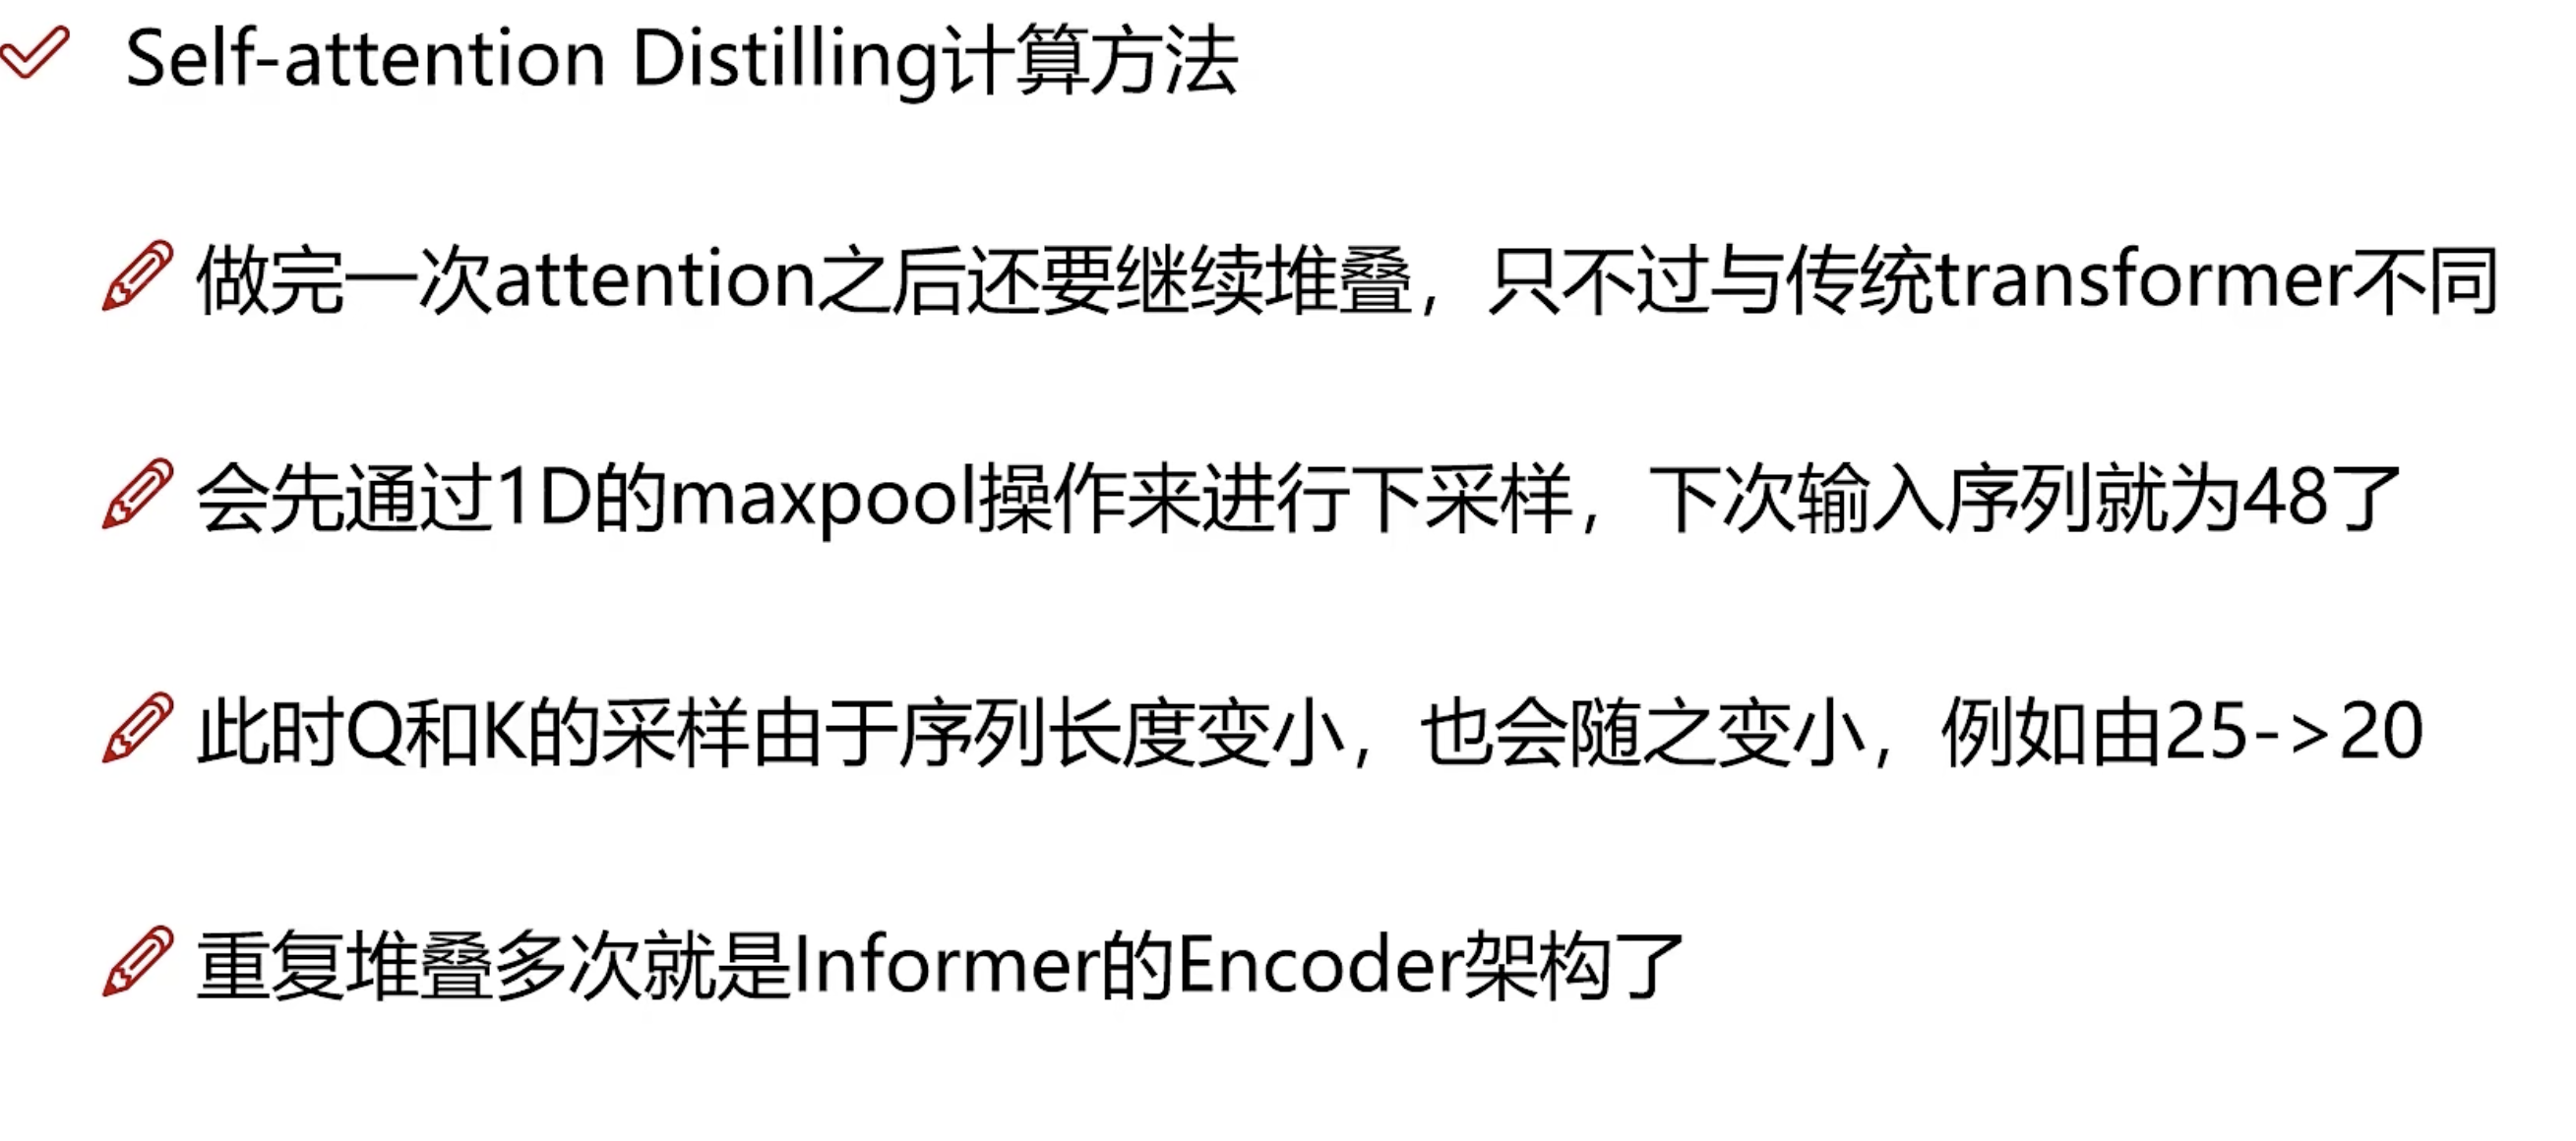 Self-attention Distilling计算方法
做完一次attention之后还要继续堆叠，只不过与传统transformer不同
会先通过1D的maxpool操作来进行下采样，下次输入序列就为48了
此时Q和K的采样由于序列长度变小，也会随之变小，例如由25->20
重复堆叠多次就是Informer的Encoder架构了